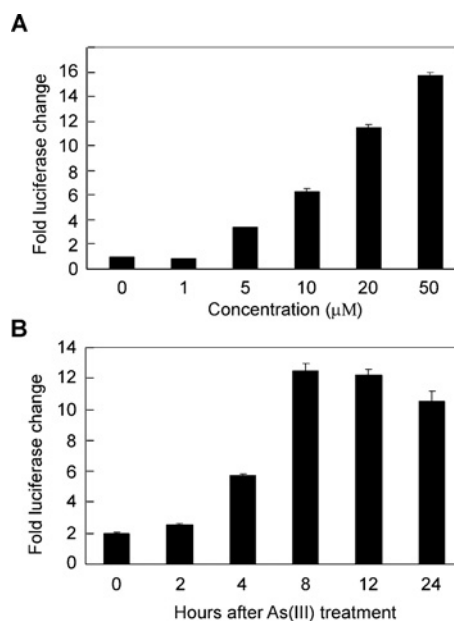 A
Fold luciferase change
16
14
12
10
8
6
4
2
0
0 1 5 10 20 50
Concentration (μM)
B
Fold luciferase change
14
12
10
8
6
4
2
0
0 2 4 8 12 24
Hours after As(III) treatment